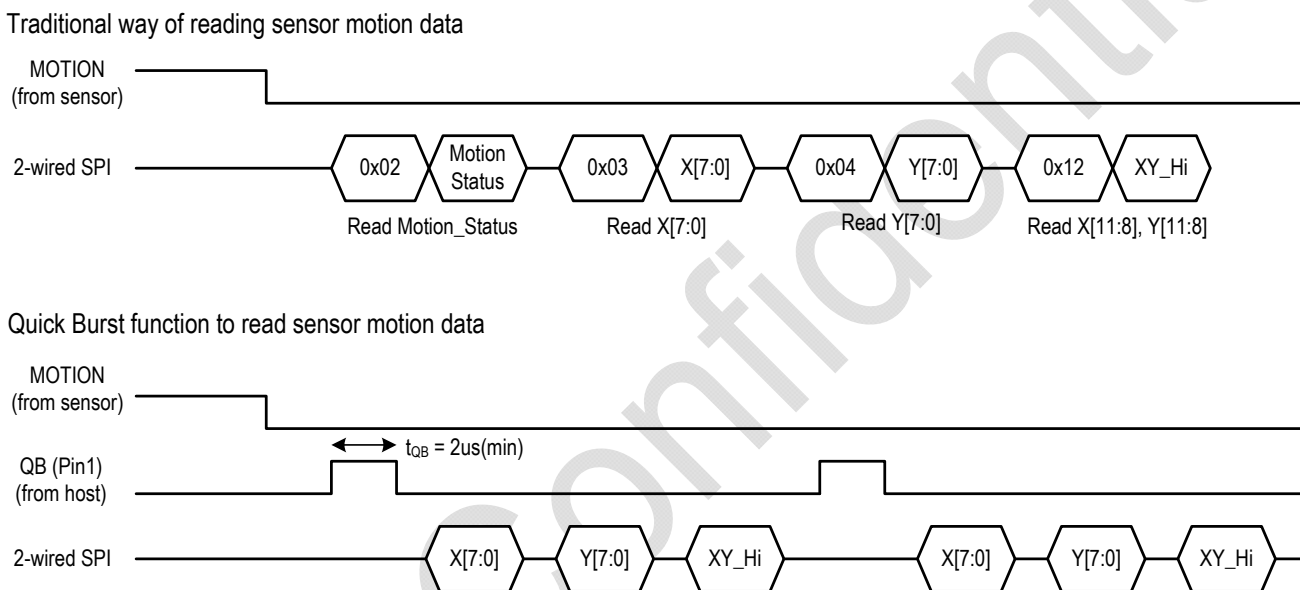 Traditional way of reading sensor motion data
MOTION
(from sensor)
2-wired SPI
0x02
Motion
Status
0x03
X[7:0]
0x04
Y[7:0]
0x12
XY_Hi
Read Motion_Status
Read X[7:0]
Read Y[7:0]
Read X[11:8], Y[11:8]
Quick Burst function to read sensor motion data
MOTION
(from sensor)
tQB = 2us(min)
QB (Pin1)
(from host)
2-wired SPI
X[7:0]
Y[7:0]
XY_Hi
X[7:0]
Y[7:0]
XY_Hi
Confidenti